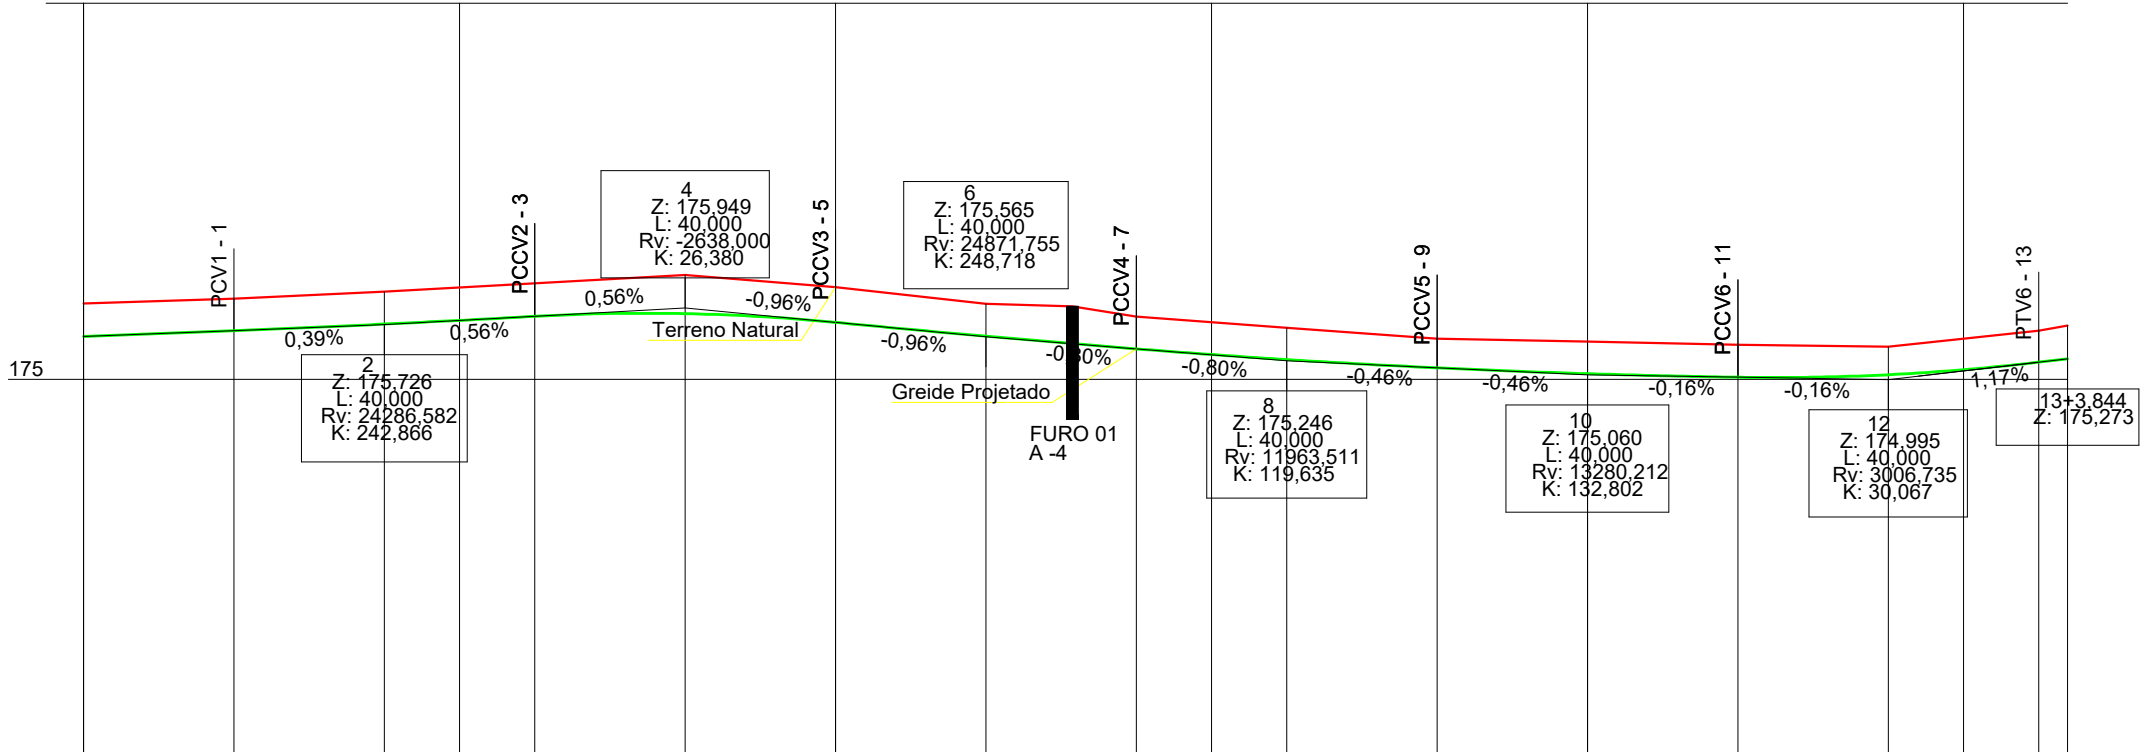 PCV1 - 1
PCCV2 - 3
4
Z: 175,949
L: 40,000
Rv: -2638,000
K: 26,380
PCCV3 - 5
6
Z: 175,565
L: 40,000
Rv: 24871,755
K: 248,718
PCCV4 - 7
PCCV5 - 9
PCCV6 - 11
PTV6 - 13
0,39%
0,56%
0,56%
-0,96%
Terreno Natural
-0,96%
-0,80%
-0,80%
-0,46%
-0,46%
-0,16%
-0,16%
1,17%
175
2
Z: 175,726
L: 40,000
Rv: 24286,582
K: 242,866
Greide Projetado
FURO 01
A -4
8
Z: 175,246
L: 40,000
Rv: 11963,511
K: 119,635
10
Z: 175,060
L: 40,000
Rv: 13280,212
K: 132,802
12
Z: 174,995
L: 40,000
Rv: 3006,735
K: 30,067
13+3,844
Z: 175,273